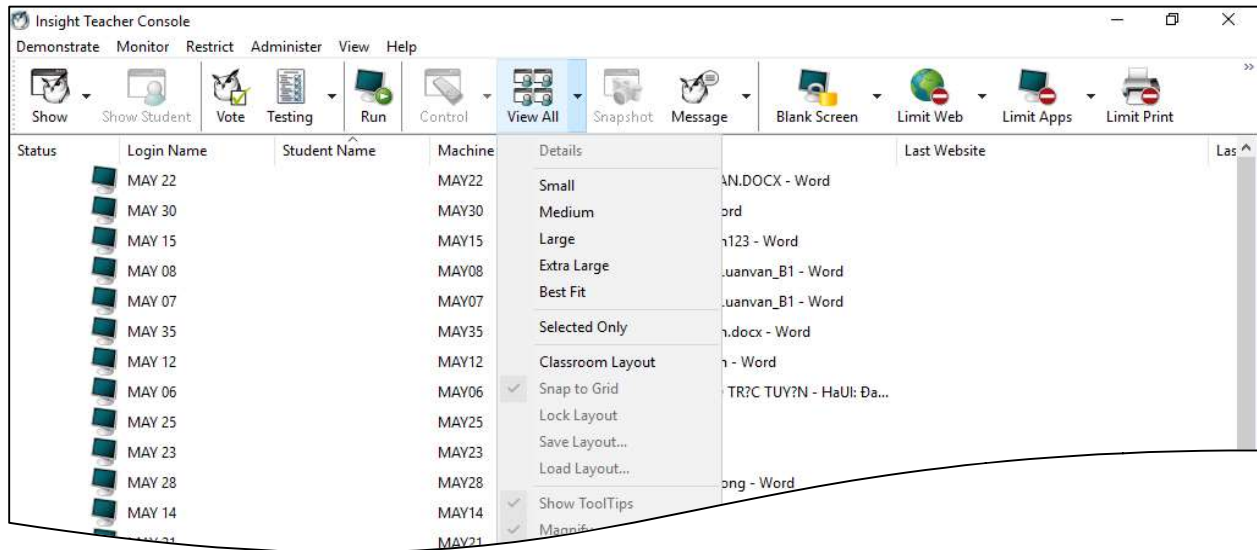 Insight Teacher Console
Demonstrate Monitor Restrict Administer View Help
Show Show Student Vote Testing Run Control View All Snapshot Message Blank Screen Limit Web Limit Apps Limit Print
Status Login Name Student Name Machine Details Last Website Las
MAY 22 MAY22 Small AN.DOCX - Word
MAY 30 MAY30 Medium ord
MAY 15 MAY15 Large n123 - Word
MAY 08 MAY08 Extra Large Luanvan_B1 - Word
MAY 07 MAY07 Best Fit Luanvan_B1 - Word
MAY 35 MAY35 Selected Only n.docx - Word
MAY 12 MAY12 Classroom Layout n - Word
MAY 06 MAY06 Snap to Grid TR?C TUY?N - HaUI: Đa...
MAY 25 MAY25 Lock Layout
MAY 23 MAY23 Save Layout...
Load Layout...
MAY 28 MAY28 ong - Word
MAY 14 MAY14 Show ToolTips
MAY21